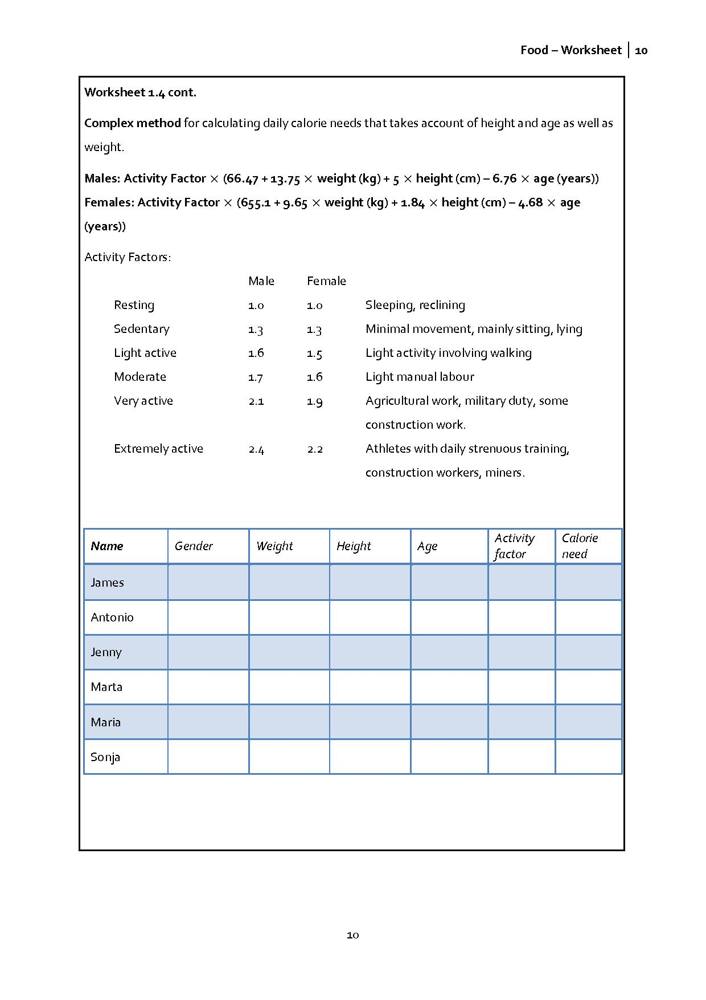 Food – Worksheet | 10
Worksheet 1.4 cont.
Complex method for calculating daily calorie needs that takes account of height and age as well as
weight.
Males: Activity Factor × (66.47 + 13.75 × weight (kg) + 5 × height (cm) – 6.76 × age (years))
Females: Activity Factor × (655.1 + 9.65 × weight (kg) + 1.84 × height (cm) – 4.68 × age
(years))
Activity Factors:
Male Female
Resting 1.0 1.0 Sleeping, reclining
Sedentary 1.3 1.3 Minimal movement, mainly sitting, lying
Light active 1.6 1.5 Light activity involving walking
Moderate 1.7 1.6 Light manual labour
Very active 2.1 1.9 Agricultural work, military duty, some
construction work.
Extremely active 2.4 2.2 Athletes with daily strenuous training,
construction workers, miners.
Name Gender Weight Height Age Activity factor Calorie need
James
Antonio
Jenny
Marta
Maria
Sonja
10